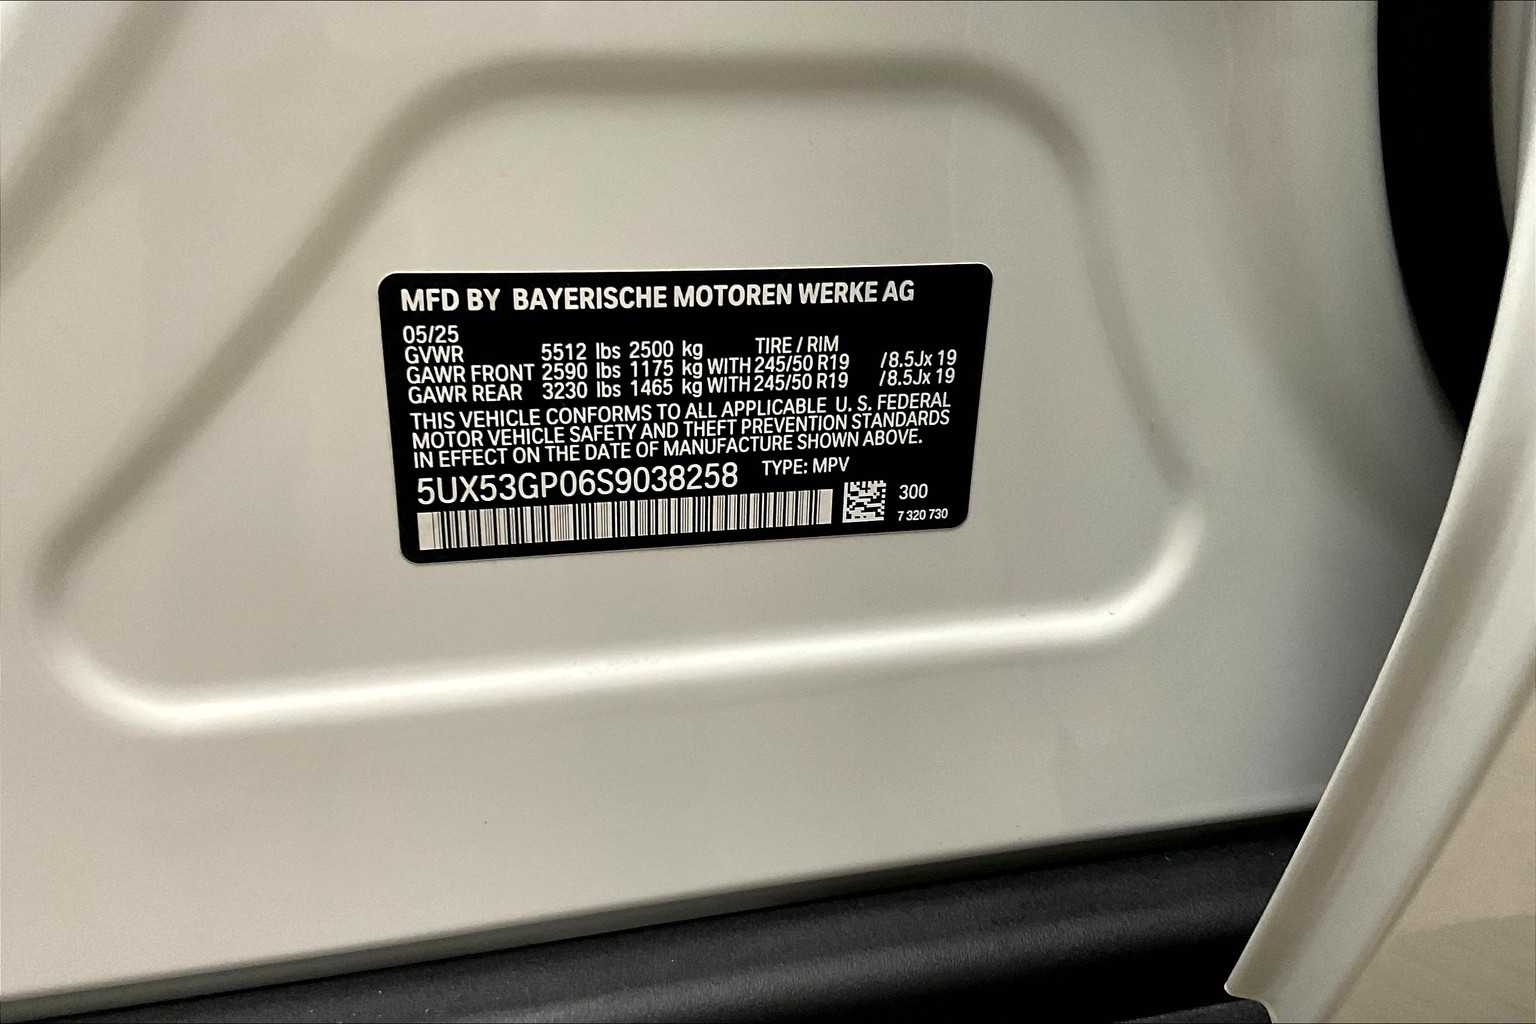 MFD BY BAYERISCHE MOTOREN WERKE AG
05/25
GVWR 5512 lbs 2500 kg TIRE / RIM
GAWR FRONT 2590 lbs 1175 kg WITH 245/50 R19 /8.5Jx 19
GAWR REAR 3230 lbs 1465 kg WITH 245/50 R19 /8.5Jx 19
THIS VEHICLE CONFORMS TO ALL APPLICABLE U. S. FEDERAL
MOTOR VEHICLE SAFETY AND THEFT PREVENTION STANDARDS
IN EFFECT ON THE DATE OF MANUFACTURE SHOWN ABOVE.
5UX53GP06S9038258 TYPE: MPV
300
7 320 730